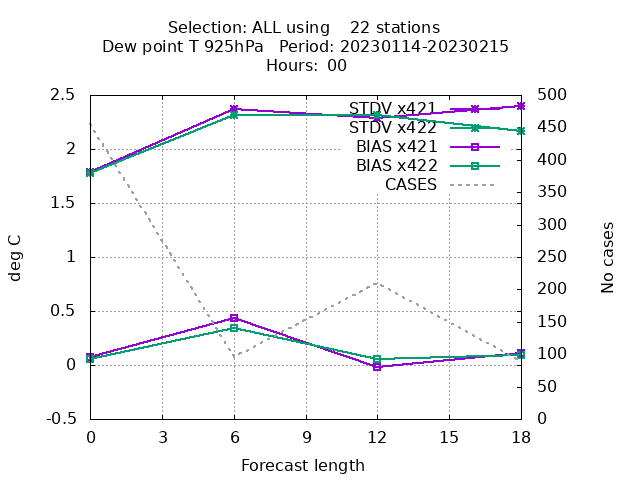 Selection: ALL using 22 stations
Dew point T 925hPa Period: 20230114-20230215
Hours: 00
2.5
2
1.5
1
0.5
0
-0.5
deg C
STDV x421
STDV x422
BIAS x421
BIAS x422
CASES
500
450
400
350
300
250
200
150
100
50
0
No cases
0 3 6 9 12 15 18
Forecast length